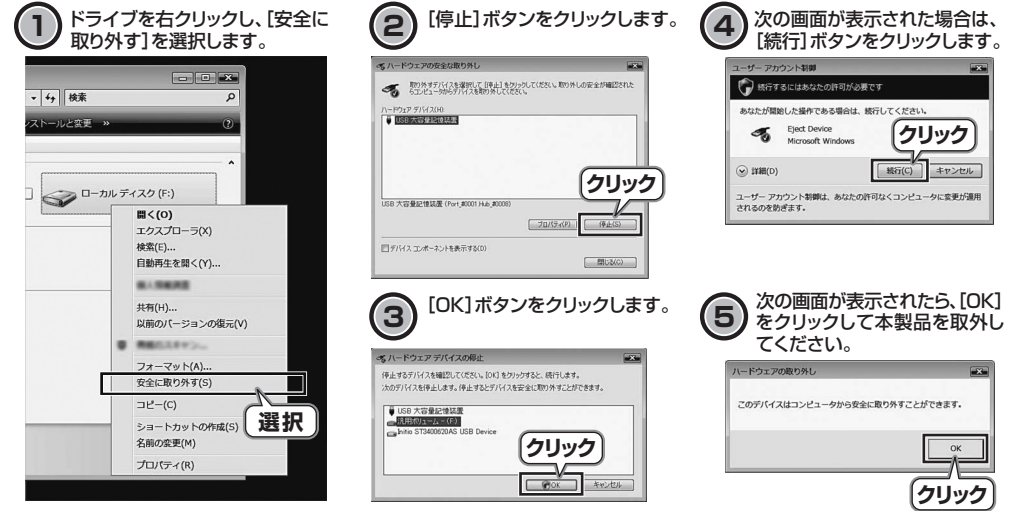 1
ドライブを右クリックし、[安全に
取り外す]を選択します。
検索
ストールと変更 »
?
ローカル ディスク (F:)
開く(O)
エクスプローラ(X)
検索(E)...
自動再生を開く(Y)...
共有(H)...
以前のバージョンの復元(V)
フォーマット(A)...
安全に取り外す(S)
コピー(C)
選択
ショートカットの作成(S)
名前の変更(M)
プロパティ(R)
2
[停止]ボタンをクリックします。
ハードウェアの安全な取り外し
取り外すデバイスを選択して [停止] をクリックしてください。取り外しの安全が確認された
らコンピュータからデバイスを取り外してください。
ハードウェア デバイス(H):
USB 大容量記憶装置
クリック
USB 大容量記憶装置 (Port_#0001.Hub_#0008)
プロパティ(P)
停止(S)
デバイス コンポーネントを表示する(D)
閉じる(C)
3
[OK]ボタンをクリックします。
ハードウェア デバイスの停止
停止するデバイスを確認してください。[OK] をクリックすると、続行します。
次のデバイスを停止します。停止するとデバイスを安全に取り外すことができます。
USB 大容量記憶装置
汎用ボリューム - (F:)
Initio ST3400620AS USB Device
クリック
OK
キャンセル
4
次の画面が表示された場合は、
[続行]ボタンをクリックします。
ユーザー アカウント制御
続行するにはあなたの許可が必要です
あなたが開始した操作である場合は、続行してください。
Eject Device
Microsoft Windows
クリック
詳細(D)
続行(C)
キャンセル
ユーザー アカウント制御は、あなたの許可なくコンピュータに変更が適用
されるのを防ぎます。
5
次の画面が表示されたら、[OK]
をクリックして本製品を取外し
てください。
ハードウェアの取り外し
このデバイスはコンピュータから安全に取り外すことができます。
OK
クリック